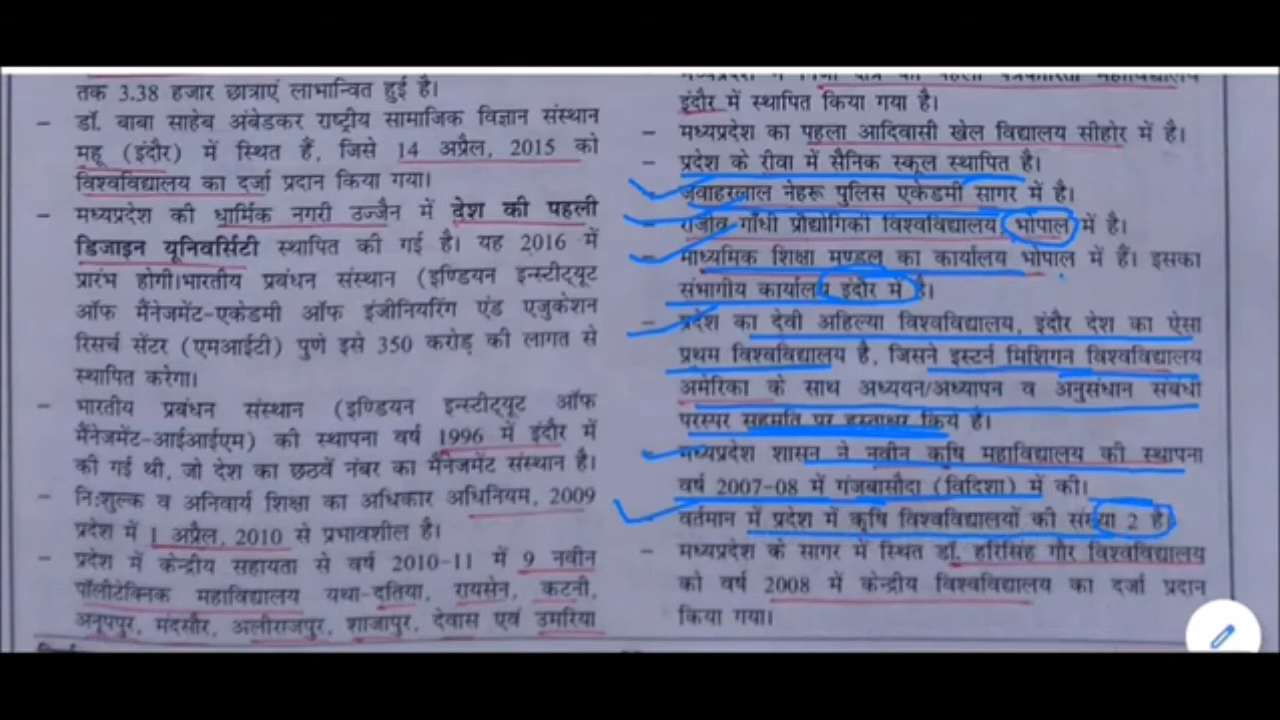 तक 3.38 हजार छात्राएं लाभान्वित हुई है।
– डॉ. बाबा साहेब अंबेडकर राष्ट्रीय सामाजिक विज्ञान संस्थान
महू (इंदौर) में स्थित हैं, जिसे 14 अप्रैल, 2015 को
विश्वविद्यालय का दर्जा प्रदान किया गया।
– मध्यप्रदेश की धार्मिक नगरी उज्जैन में देश की पहली
डिजाइन यूनिवर्सिटी स्थापित की गई है। यह 2016 में
प्रारंभ होगी।भारतीय प्रबंधन संस्थान (इण्डियन इन्स्टीट्यूट
ऑफ मैंनेजमेंट-एकेडमी ऑफ इंजीनियरिंग एंड एजुकेशन
रिसर्च सेंटर (एमआईटी) पुणे इसे 350 करोड़ की लागत से
स्थापित करेगा।
– भारतीय प्रबंधन संस्थान (इण्डियन इन्स्टीट्यूट ऑफ
मैंनेजमेंट-आईआईएम) की स्थापना वर्ष 1996 में इंदौर में
की गई थी, जो देश का छठवें नंबर का मैंनेजमेंट संस्थान है।
– नि:शुल्क व अनिवार्य शिक्षा का अधिकार अधिनियम, 2009
प्रदेश में 1 अप्रैल, 2010 से प्रभावशील है।
– प्रदेश में केन्द्रीय सहायता से वर्ष 2010-11 में 9 नवीन
पॉलीटेक्निक महाविद्यालय यथा-दतिया, रायसेन, कटनी,
अनूपपुर, मंदसौर, अलीराजपुर, शाजापुर, देवास एवं उमरिया
मध्यप्रदेश में निजी क्षेत्र का पहला पत्रकारिता महाविद्यालय
इंदौर में स्थापित किया गया है।
– मध्यप्रदेश का पहला आदिवासी खेल विद्यालय सीहोर में है।
– प्रदेश के रीवा में सैनिक स्कूल स्थापित है।
– जवाहरलाल नेहरू पुलिस एकेडमी सागर में है।
– राजीव गाँधी प्रौद्योगिकी विश्वविद्यालय भोपाल में है।
– माध्यमिक शिक्षा मण्डल का कार्यालय भोपाल में हैं। इसका
संभागीय कार्यालय इंदौर में है।
– प्रदेश का देवी अहिल्या विश्वविद्यालय, इंदौर देश का ऐसा
प्रथम विश्वविद्यालय है, जिसने इस्टर्न मिशिगन विश्वविद्यालय
अमेरिका के साथ अध्ययन/अध्यापन व अनुसंधान संबंधी
परस्पर सहमति पर हस्ताक्षर किये है।
– मध्यप्रदेश शासन ने नवीन कृषि महाविद्यालय की स्थापना
वर्ष 2007-08 में गंजबासौदा (विदिशा) में की।
– वर्तमान में प्रदेश में कृषि विश्वविद्यालयों की संख्या 2 है
– मध्यप्रदेश के सागर में स्थित डॉ. हरिसिंह गौर विश्वविद्यालय
को वर्ष 2008 में केन्द्रीय विश्वविद्यालय का दर्जा प्रदान
किया गया।